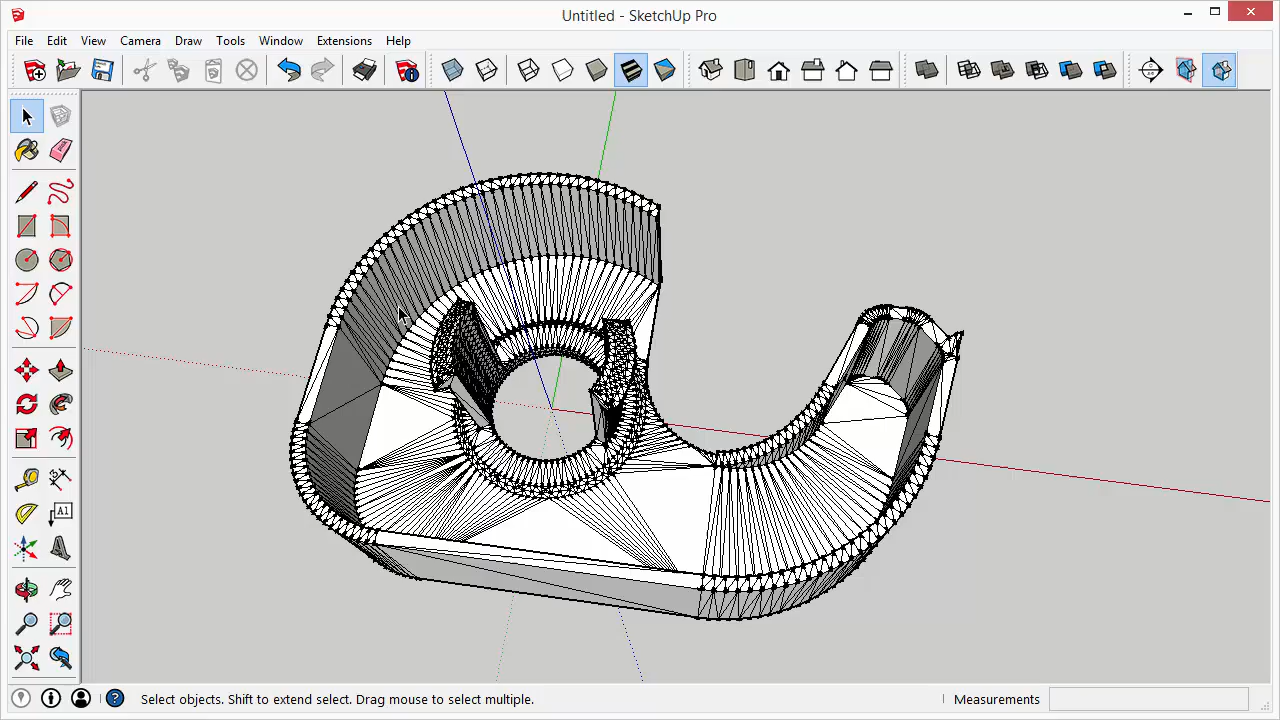 Untitled - SketchUp Pro
File Edit View Camera Draw Tools Window Extensions Help
A1
Select objects. Shift to extend select. Drag mouse to select multiple.
Measurements